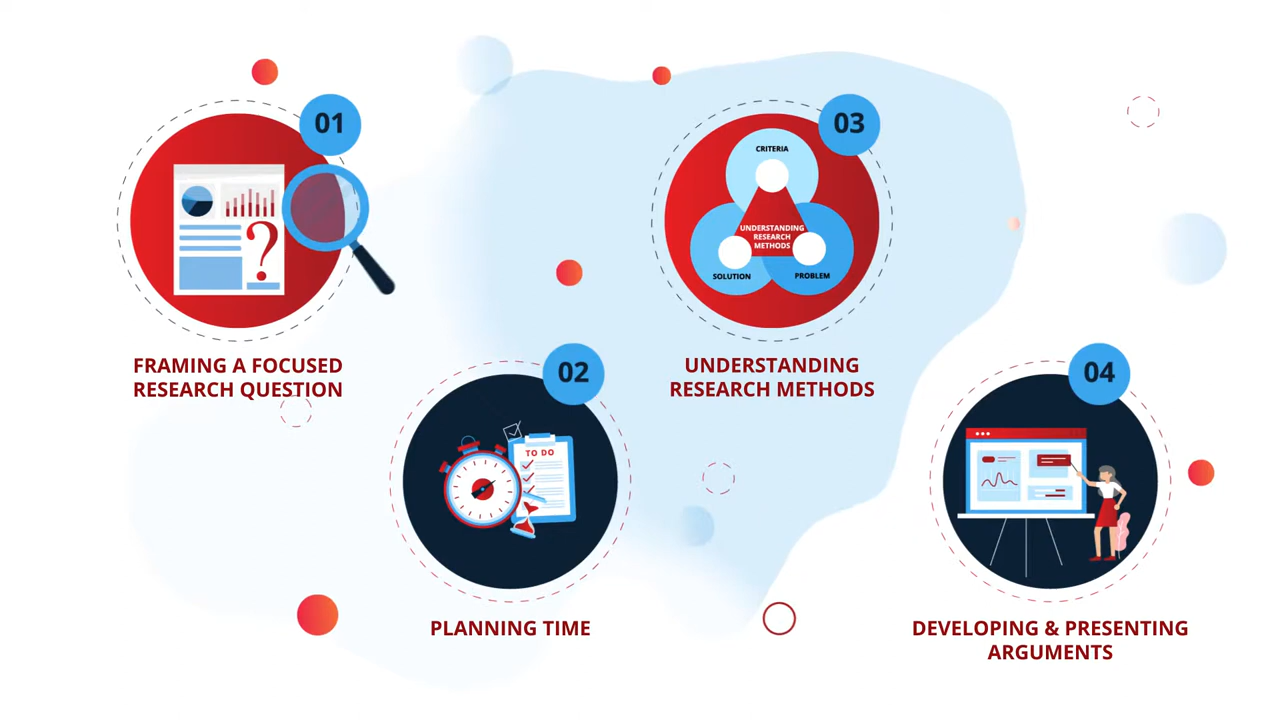 01
FRAMING A FOCUSED
RESEARCH QUESTION
?
02
TO DO
PLANNING TIME
03
CRITERIA
UNDERSTANDING
RESEARCH
METHODS
SOLUTION
PROBLEM
UNDERSTANDING
RESEARCH METHODS
04
DEVELOPING & PRESENTING
ARGUMENTS